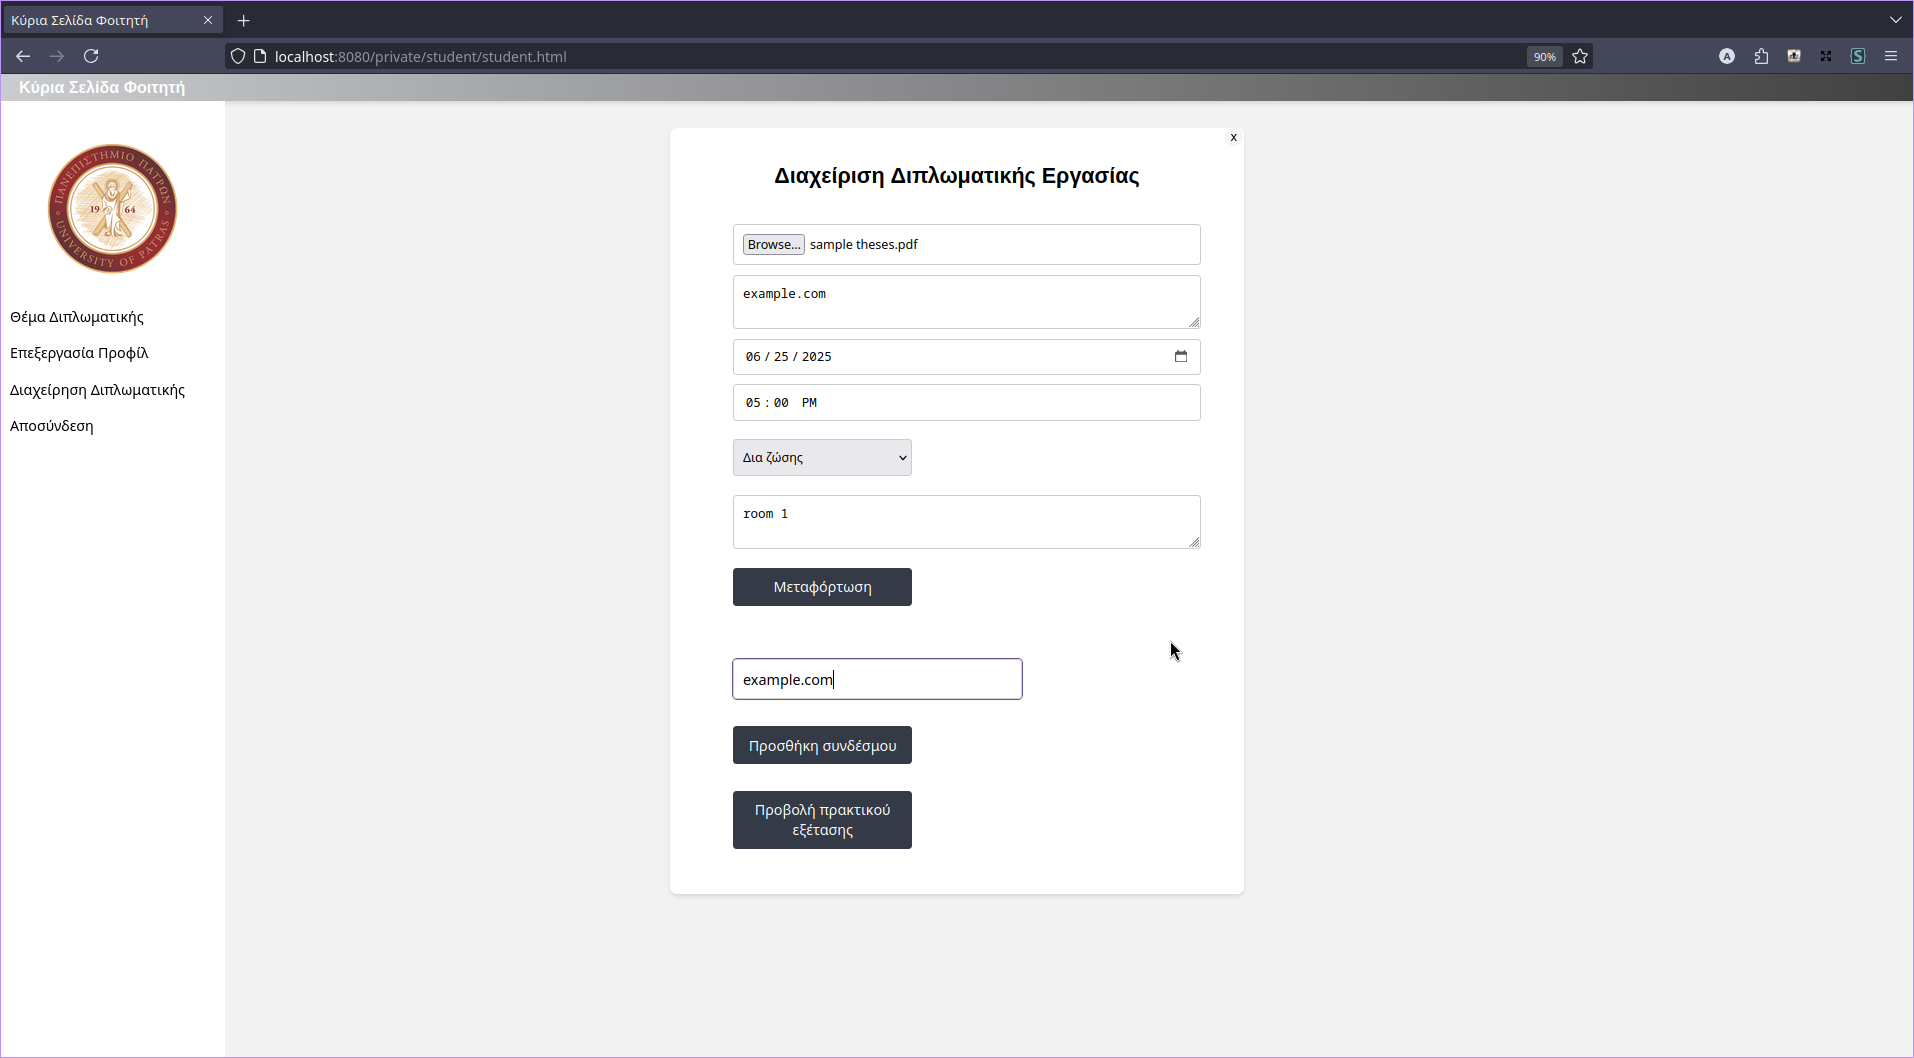 Κύρια Σελίδα Φοιτητή
localhost:8080/private/student/student.html
90%
A
S
Κύρια Σελίδα Φοιτητή
ΠΑΝΕΠΙΣΤΗΜΙΟ ΠΑΤΡΩΝ
19 64
UNIVERSITY OF PATRAS
Θέμα Διπλωματικής
Επεξεργασία Προφίλ
Διαχείρηση Διπλωματικής
Αποσύνδεση
x
Διαχείριση Διπλωματικής Εργασίας
Browse... sample theses.pdf
example.com
06 / 25 / 2025
05 : 00 PM
Δια ζώσης
room 1
Μεταφόρτωση
example.com
Προσθήκη συνδέσμου
Προβολή πρακτικού
εξέτασης